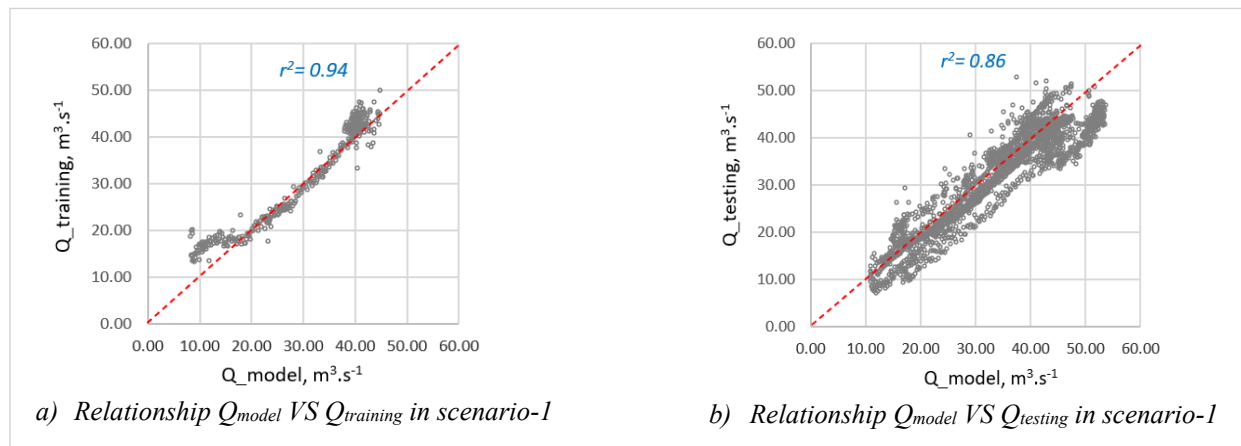 60.00
50.00
40.00
30.00
20.00
10.00
0.00
0.00 10.00 20.00 30.00 40.00 50.00 60.00
Q_training, m³.s⁻¹
Q_model, m³.s⁻¹
r²= 0.94
a) Relationship Qmodel VS Qtraining in scenario-1
60.00
50.00
40.00
30.00
20.00
10.00
0.00
0.00 10.00 20.00 30.00 40.00 50.00 60.00
Q_testing, m³.s⁻¹
Q_model, m³.s⁻¹
r²= 0.86
b) Relationship Qmodel VS Qtesting in scenario-1